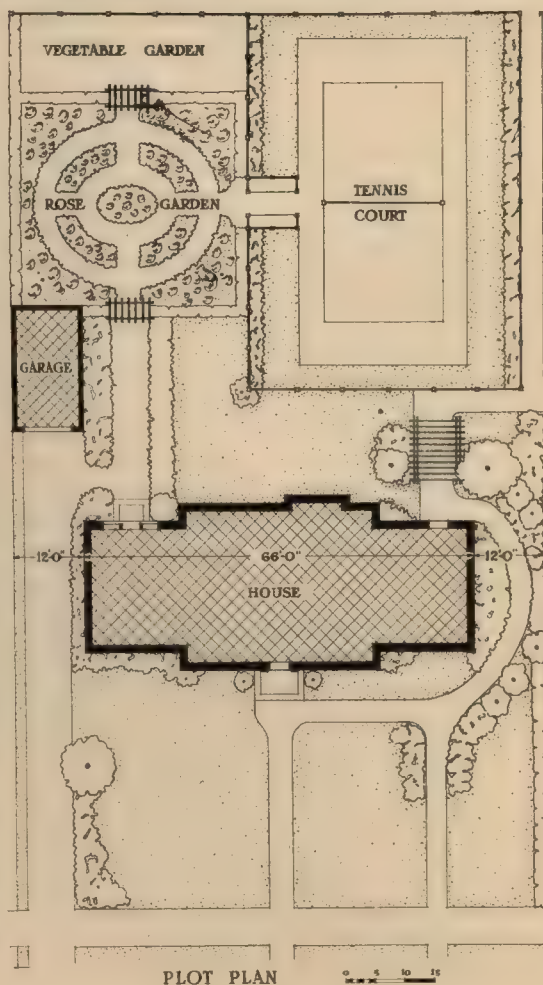 VEGETABLE GARDEN
ROSE GARDEN
TENNIS
COURT
GARAGE
12'-0" 66'-0" 12'-0"
HOUSE
PLOT PLAN
0 5 10 15